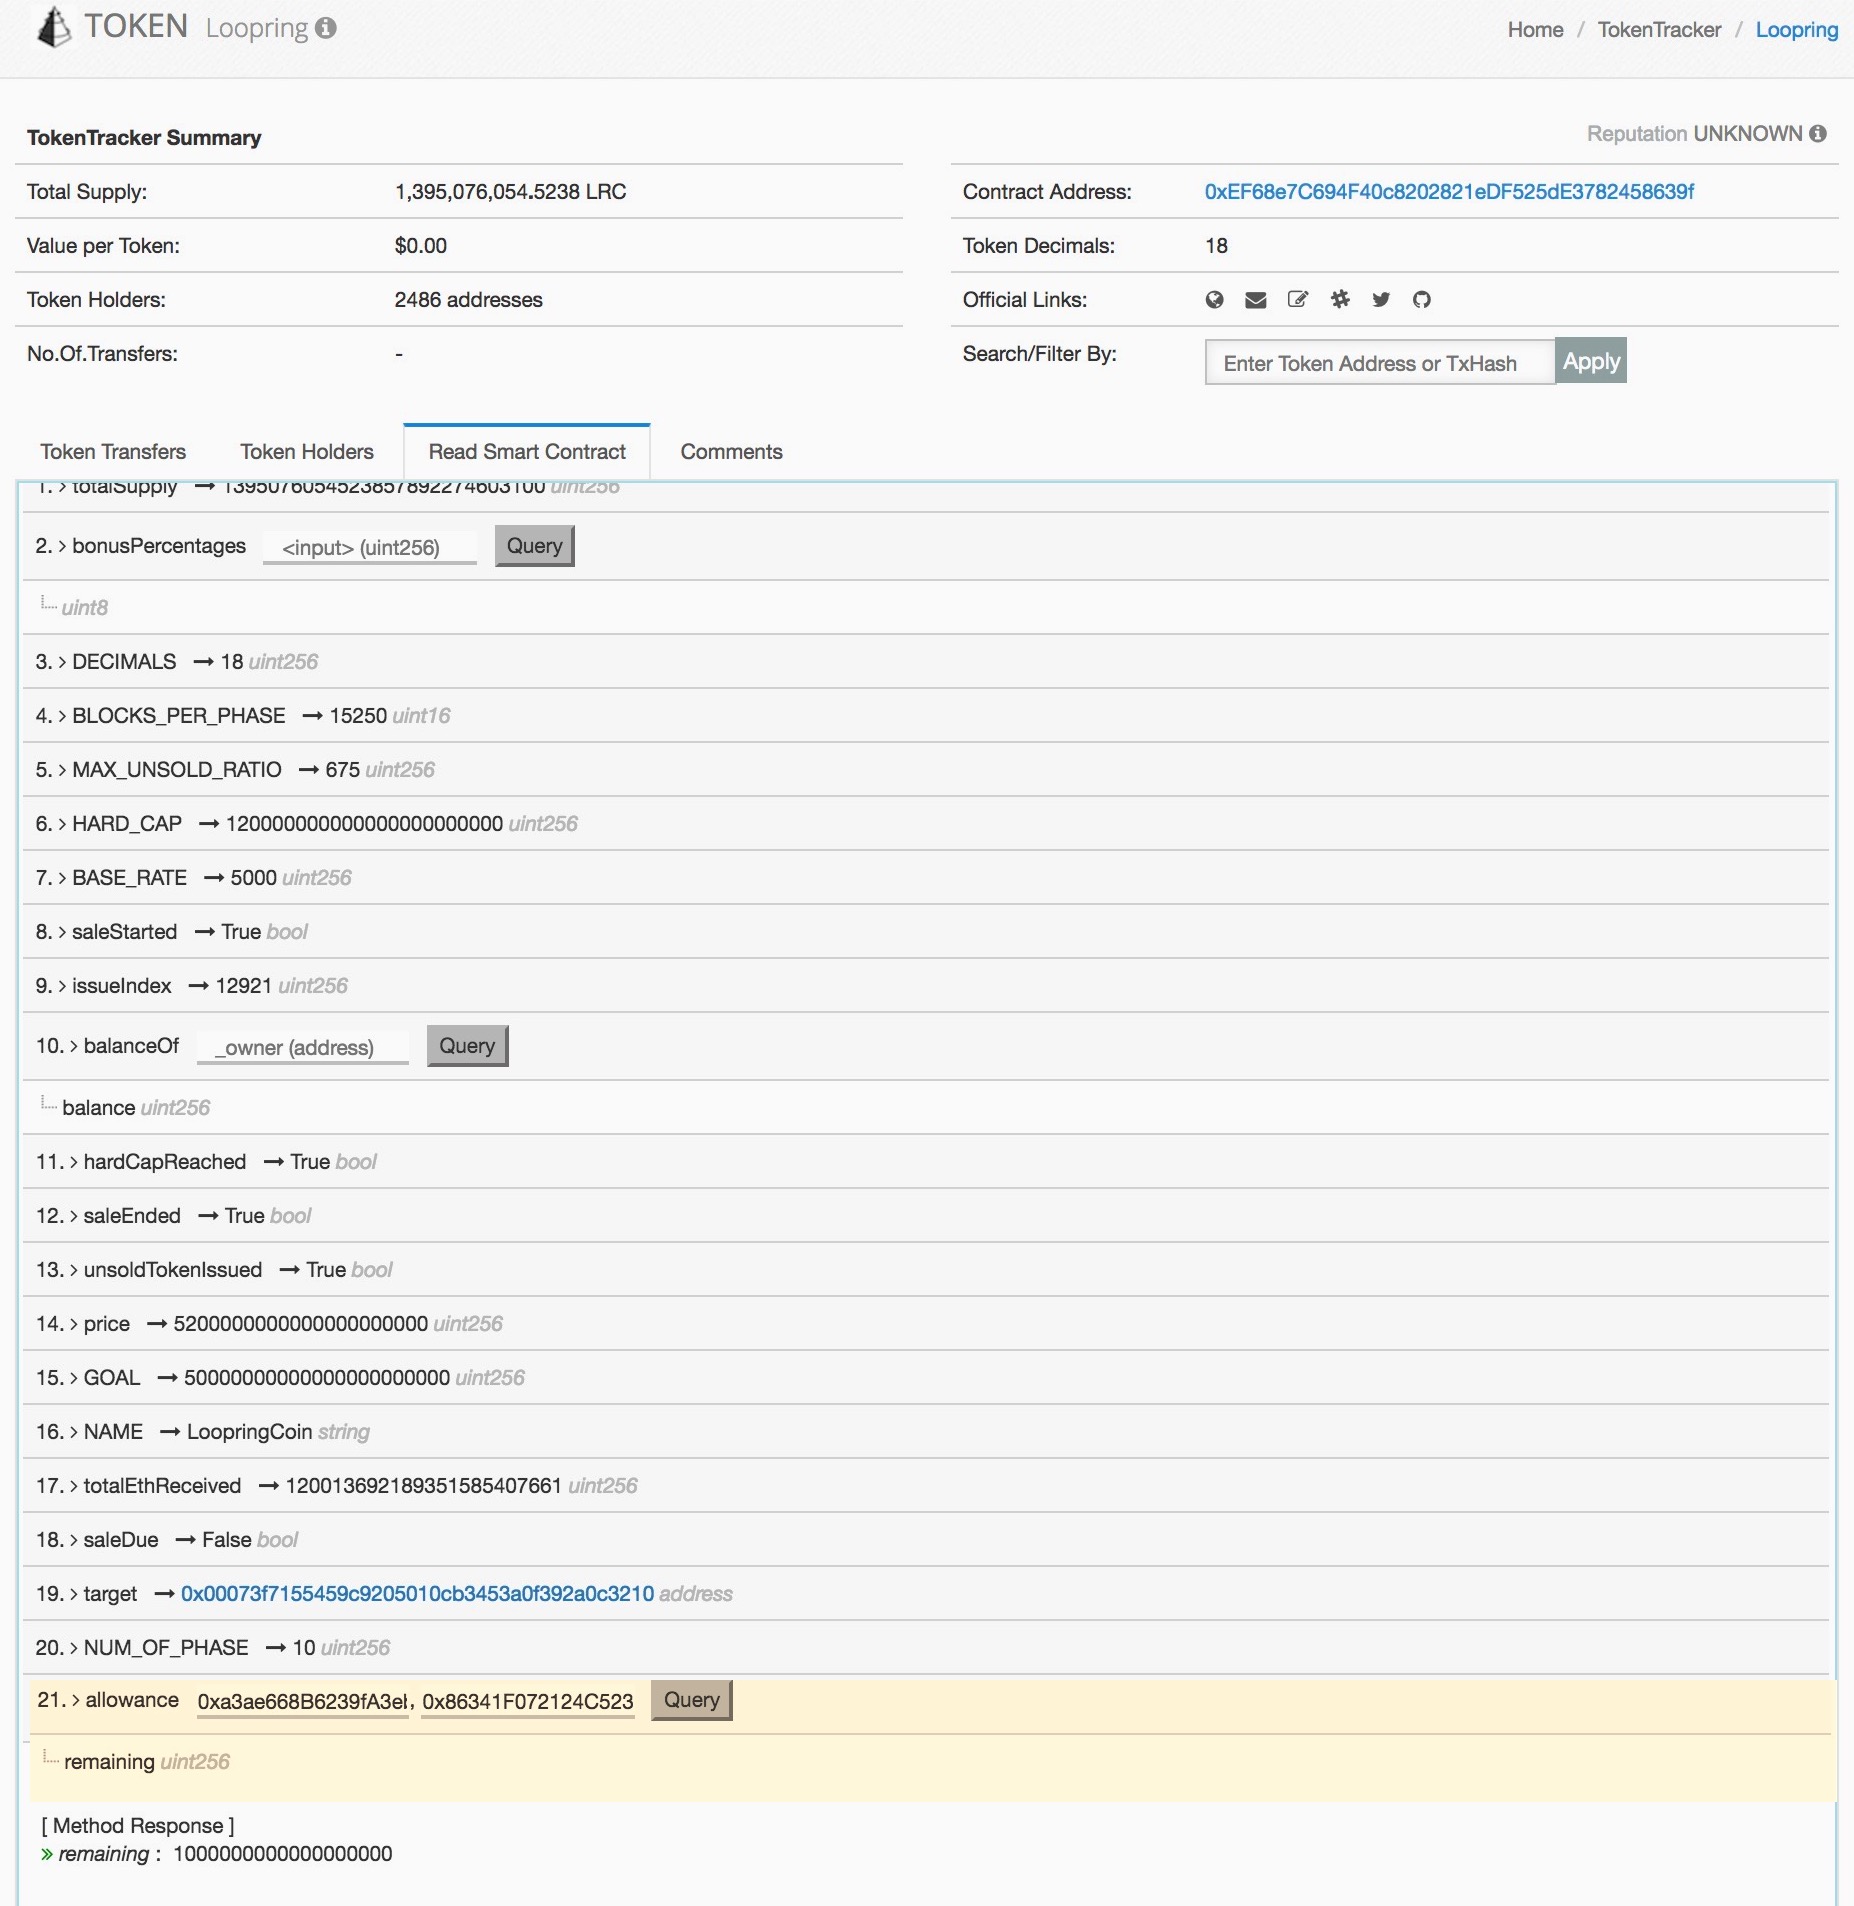 TOKEN Loopring
Home / TokenTracker / Loopring
TokenTracker Summary
Reputation UNKNOWN
Total Supply: 1,395,076,054.5238 LRC
Contract Address: 0xEF68e7C694F40c8202821eDF525dE3782458639f
Value per Token: $0.00
Token Decimals: 18
Token Holders: 2486 addresses
Official Links:
No.Of.Transfers: -
Search/Filter By: Enter Token Address or TxHash Apply
Token Transfers Token Holders Read Smart Contract Comments
1. > totalSupply → 1395076054523857892274603100 uint256
2. > bonusPercentages <input> (uint256) Query
uint8
3. > DECIMALS → 18 uint256
4. > BLOCKS_PER_PHASE → 15250 uint16
5. > MAX_UNSOLD_RATIO → 675 uint256
6. > HARD_CAP → 120000000000000000000000 uint256
7. > BASE_RATE → 5000 uint256
8. > saleStarted → True bool
9. > issueIndex → 12921 uint256
10. > balanceOf _owner (address) Query
balance uint256
11. > hardCapReached → True bool
12. > saleEnded → True bool
13. > unsoldTokenIssued → True bool
14. > price → 5200000000000000000000 uint256
15. > GOAL → 50000000000000000000000 uint256
16. > NAME → LoopringCoin string
17. > totalEthReceived → 120013692189351585407661 uint256
18. > saleDue → False bool
19. > target → 0x00073f7155459c9205010cb3453a0f392a0c3210 address
20. > NUM_OF_PHASE → 10 uint256
21. > allowance 0xa3ae668B6239fA3eb, 0x86341F072124C523 Query
remaining uint256
[ Method Response ]
» remaining : 1000000000000000000